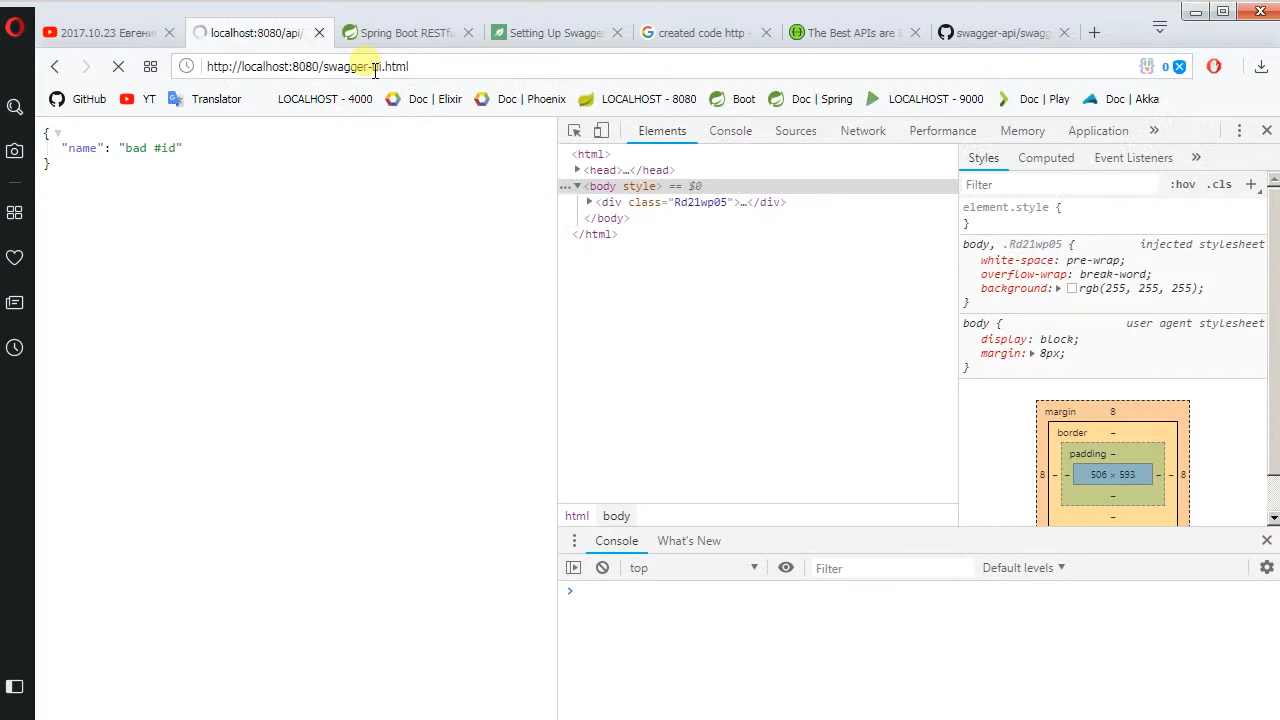 2017.10.23 Евгени
localhost:8080/api/
Spring Boot RESTfu
Setting Up Swagge
created code http -
The Best APIs are E
swagger-api/swagg
http://localhost:8080/swagger-ui.html
0
GitHub
YT
Translator
LOCALHOST - 4000
Doc | Elixir
Doc | Phoenix
LOCALHOST - 8080
Boot
Doc | Spring
LOCALHOST - 9000
Doc | Play
Doc | Akka
{
"name": "bad #id"
}
Elements
Console
Sources
Network
Performance
Memory
Application
»
<html>
<head>…</head>
…<body style> == $0
<div class="Rd21wp05">…</div>
</body>
</html>
html
body
Styles
Computed
Event Listeners
»
Filter
:hov
.cls
+
element.style {
}
body, .Rd21wp05 {
injected stylesheet
white-space: pre-wrap;
overflow-wrap: break-word;
background: rgb(255, 255, 255);
}
body {
user agent stylesheet
display: block;
margin: 8px;
}
margin
8
border
–
padding –
8
–
–
506 × 593
–
–
8
–
–
Console
What's New
top
Filter
Default levels